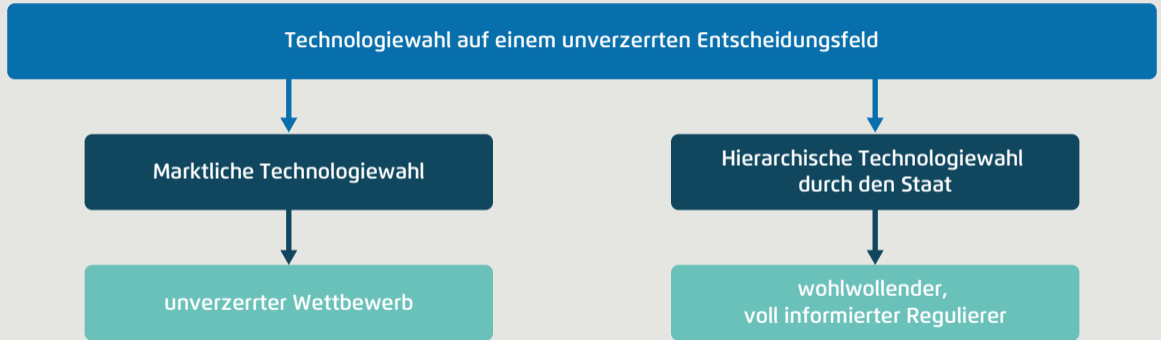 Technologiewahl auf einem unverzerrten Entscheidungsfeld
Marktliche Technologiewahl
Hierarchische Technologiewahl
durch den Staat
unverzerrter Wettbewerb
wohlwollender,
voll informierter Regulierer